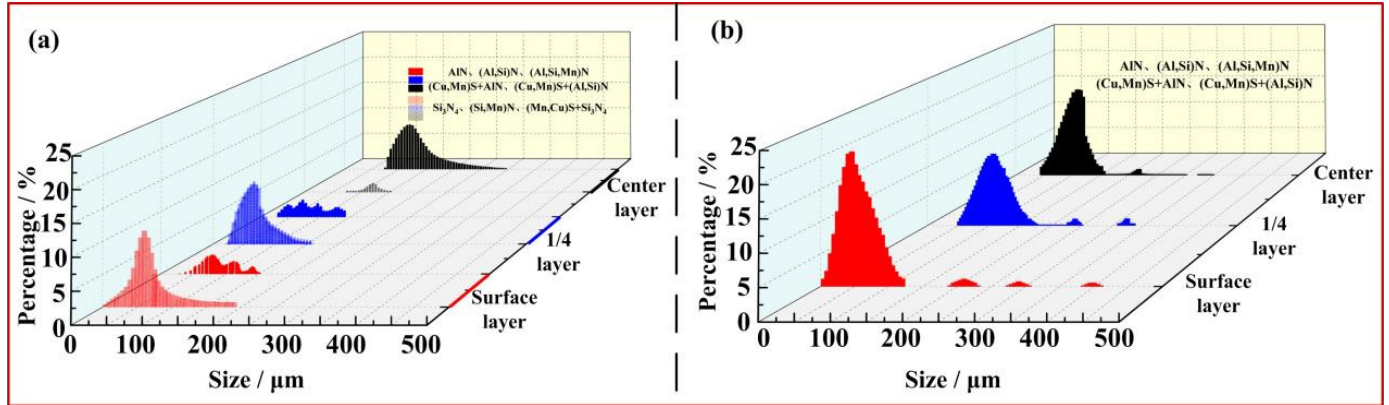 (a)
AlN、(Al,Si)N、(Al,Si,Mn)N
(Cu,Mn)S+AlN、(Cu,Mn)S+(Al,Si)N
Si₃N₄、(Si,Mn)N、(Mn,Cu)S+Si₃N₄
25
20
15
10
5
0
Percentage / %
0 100 200 300 400 500
Size / μm
Surface
layer
1/4
layer
Center
layer
(b)
AlN、(Al,Si)N、(Al,Si,Mn)N
(Cu,Mn)S+AlN、(Cu,Mn)S+(Al,Si)N
25
20
15
10
5
0
Percentage / %
0 100 200 300 400 500
Size / μm
Surface
layer
1/4
layer
Center
layer